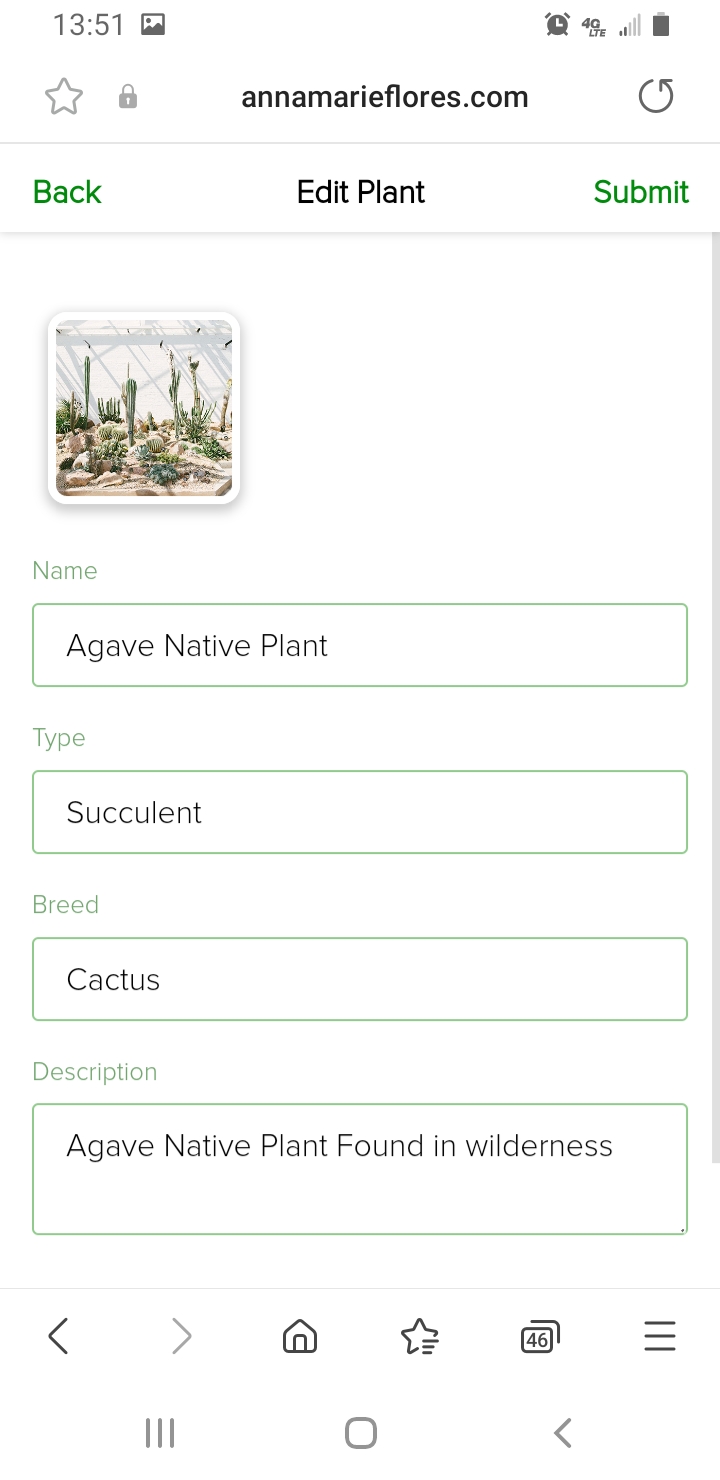 13:51
4G LTE
annamarieflores.com
Back Edit Plant Submit
Name
Agave Native Plant
Type
Succulent
Breed
Cactus
Description
Agave Native Plant Found in wilderness
46